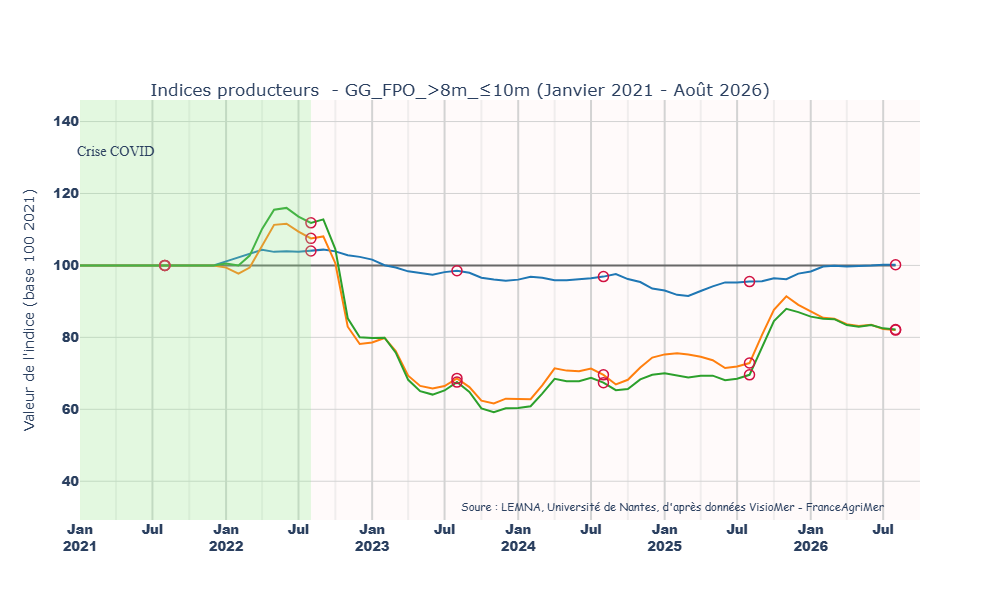 Indices producteurs - GG_FPO_>8m_≤10m (Janvier 2021 - Août 2026)
Valeur de l'indice (base 100 2021)
140
120
100
80
60
40
Crise COVID
Soure : LEMNA, Université de Nantes, d'après données VisioMer - FranceAgriMer
Jan Jul Jan Jul Jan Jul Jan Jul Jan Jul Jan Jul
2021 2022 2023 2024 2025 2026